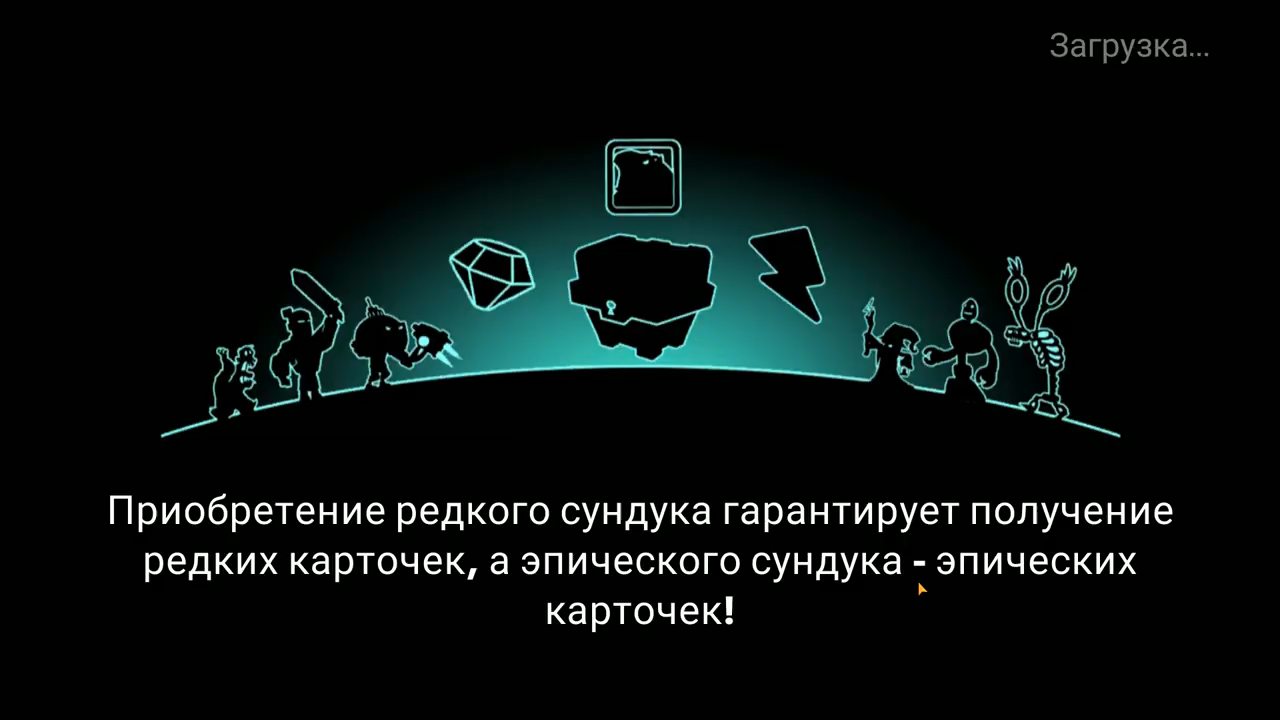 Загрузка...
Приобретение редкого сундука гарантирует получение
редких карточек, а эпического сундука - эпических
карточек!